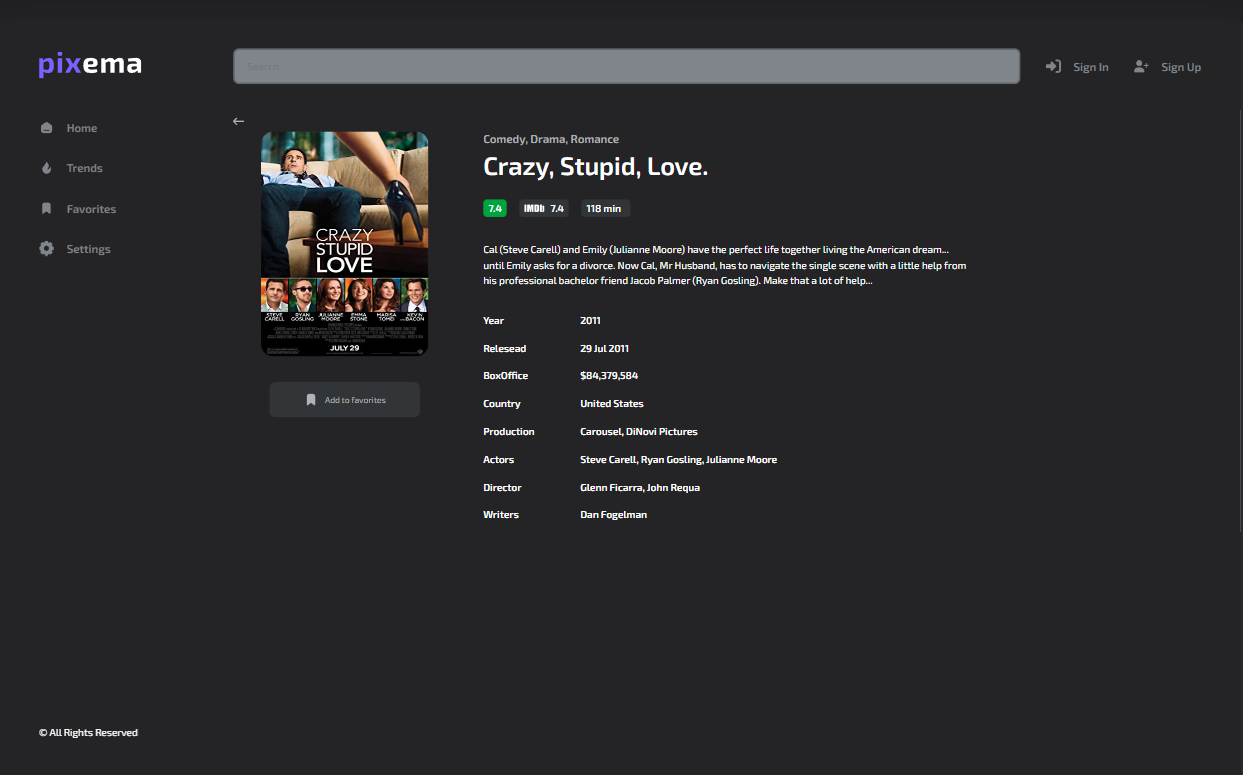 pixema
Search
Sign In
Sign Up
Home
Trends
Favorites
Settings
CRAZY
STUPID
LOVE
STEVE CARELL
RYAN GOSLING
JULIANNE MOORE
EMMA STONE
MARISA TOMEI
KEVIN BACON
JULY 29
Add to favorites
Comedy, Drama, Romance
Crazy, Stupid, Love.
7.4
IMDb 7.4
118 min
Cal (Steve Carell) and Emily (Julianne Moore) have the perfect life together living the American dream...
until Emily asks for a divorce. Now Cal, Mr Husband, has to navigate the single scene with a little help from
his professional bachelor friend Jacob Palmer (Ryan Gosling). Make that a lot of help...
Year 2011
Relesead 29 Jul 2011
BoxOffice $84,379,584
Country United States
Production Carousel, DiNovi Pictures
Actors Steve Carell, Ryan Gosling, Julianne Moore
Director Glenn Ficarra, John Requa
Writers Dan Fogelman
© All Rights Reserved